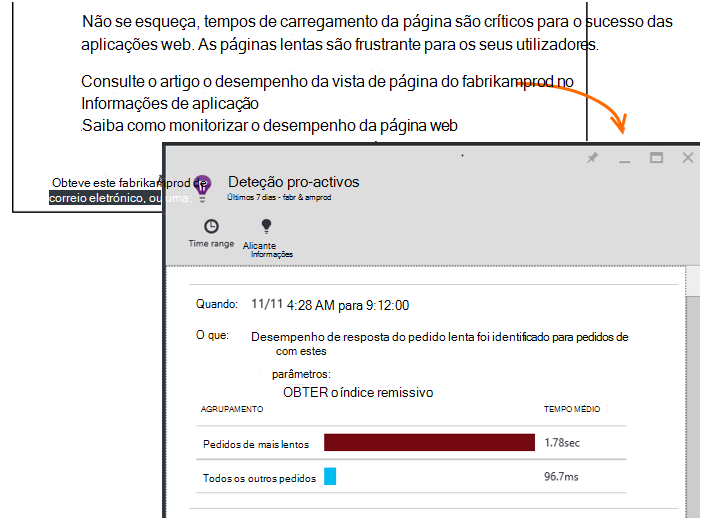 Não se esqueça, tempos de carregamento da página são críticos para o sucesso das
aplicações web. As páginas lentas são frustrante para os seus utilizadores.
Consulte o artigo o desempenho da vista de página do fabrikamprod no
Informações de aplicação
.Saiba como monitorizar o desempenho da página web
Obteve este fabrikamprod de
correio eletrónico, ou uma;
Deteção pro-activos
Últimos 7 dias - fabr & amprod
Time range
Alicante
Informações
Quando: 11/11 4:28 AM para 9:12:00
O que: Desempenho de resposta do pedido lenta foi identificado para pedidos de
com estes
parâmetros:
OBTER o índice remissivo
AGRUPAMENTO TEMPO MÉDIO
Pedidos de mais lentos 1.78sec
Todos os outros pedidos 96.7ms